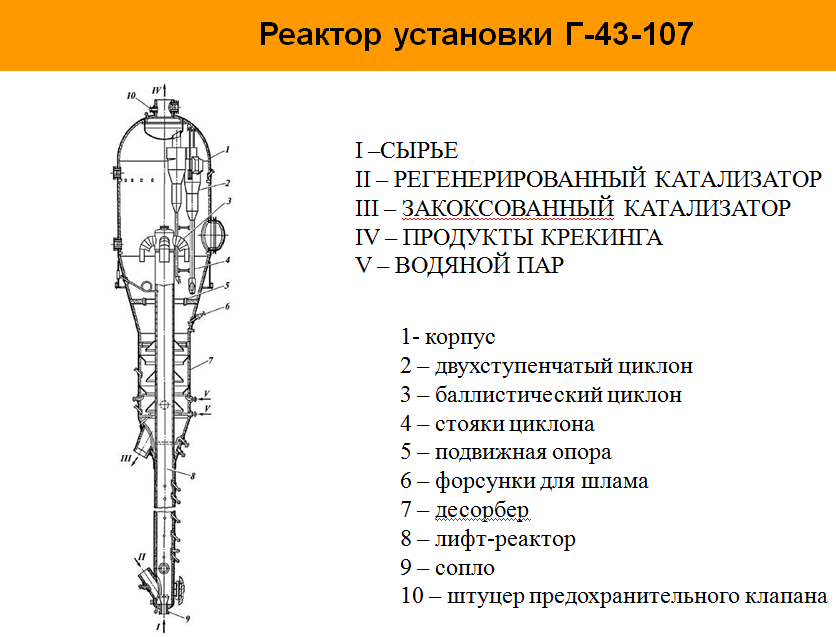 Реактор установки Г-43-107
IV
10
1
2
3
4
5
6
7
V
V
III
8
II
9
I
I –СЫРЬЕ
II – РЕГЕНЕРИРОВАННЫЙ КАТАЛИЗАТОР
III – ЗАКОКСОВАННЫЙ КАТАЛИЗАТОР
IV – ПРОДУКТЫ КРЕКИНГА
V – ВОДЯНОЙ ПАР
1- корпус
2 – двухступенчатый циклон
3 – баллистический циклон
4 – стояки циклона
5 – подвижная опора
6 – форсунки для шлама
7 – десорбер
8 – лифт-реактор
9 – сопло
10 – штуцер предохранительного клапана